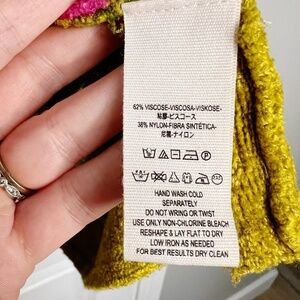 62% VISCOSE-VISCOSA-VISKOSE-
粘膠-ビスコース
38% NYLON-FIBRA SINTÉTICA-
尼龍-ナイロン
HAND WASH COLD
SEPARATELY
DO NOT WRING OR TWIST
USE ONLY NON-CHLORINE BLEACH
RESHAPE & LAY FLAT TO DRY
LOW IRON AS NEEDED
FOR BEST RESULTS DRY CLEAN